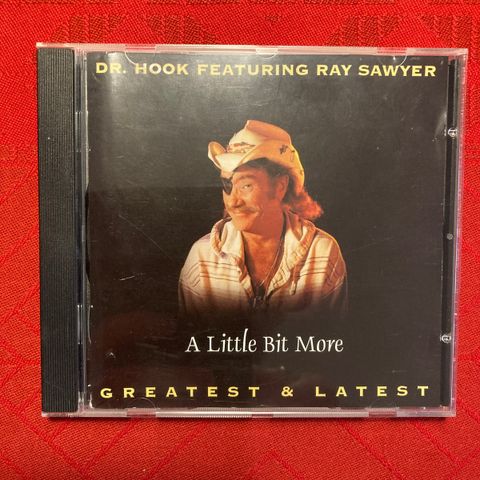 DR. HOOK FEATURING RAY SAWYER
A Little Bit More
GREATEST & LATEST